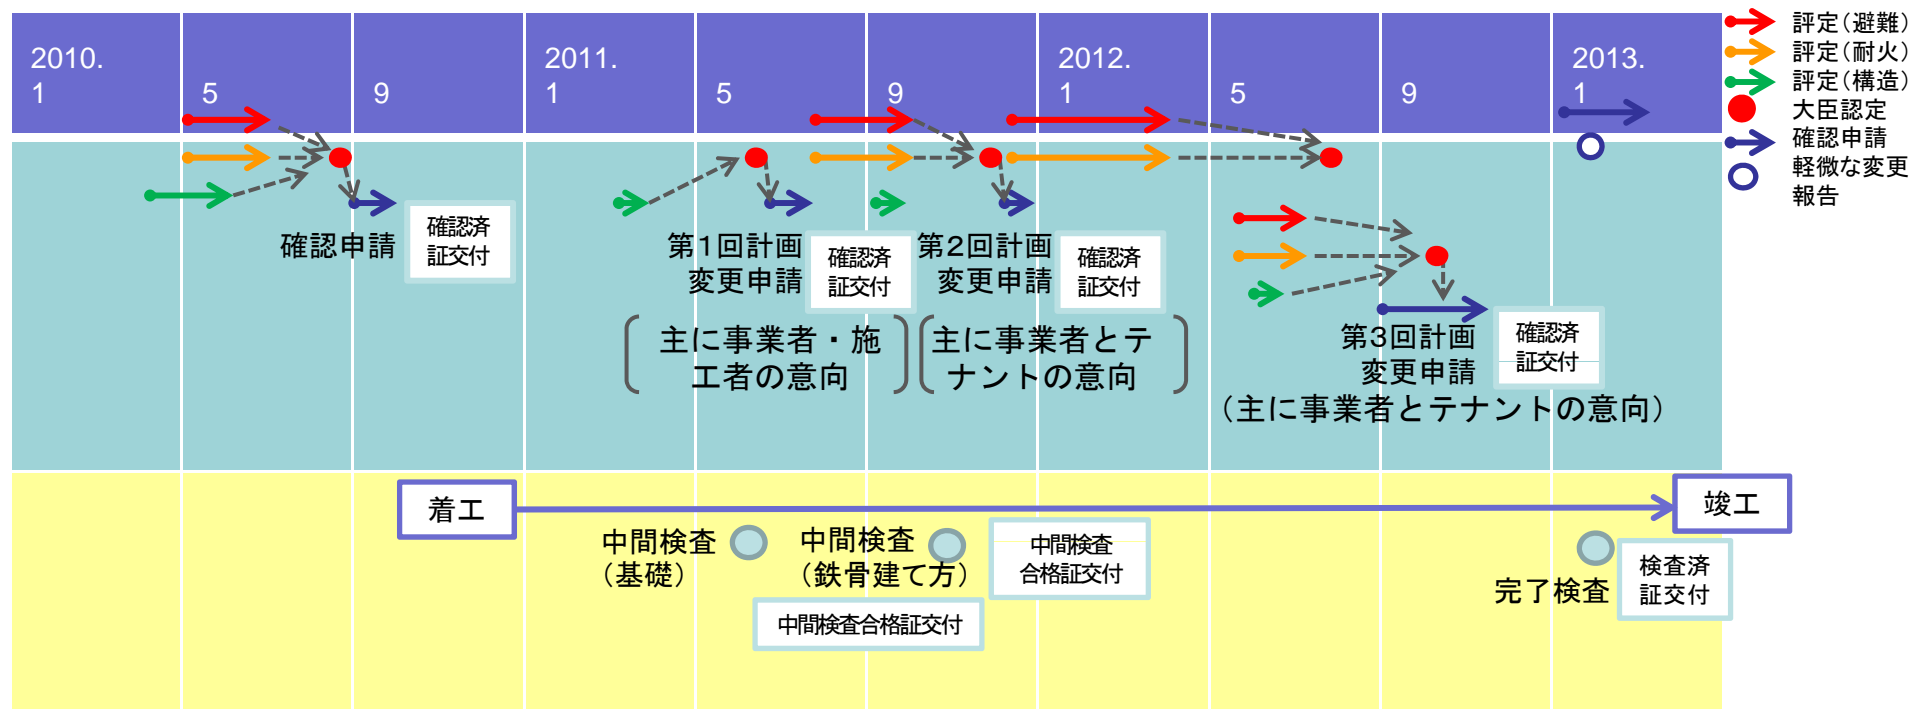 2010.
1
5
9
2011.
1
5
9
2012.
1
5
9
2013.
1
評定（避難）
評定（耐火）
評定（構造）
大臣認定
確認申請
軽微な変更
報告
確認申請
確認済
証交付
第1回計画
変更申請
確認済
証交付
第2回計画
変更申請
確認済
証交付
主に事業者・施
工者の意向
主に事業者とテ
ナントの意向
第3回計画
変更申請
確認済
証交付
（主に事業者とテナントの意向）
着工
竣工
中間検査
（基礎）
中間検査
（鉄骨建て方）
中間検査
合格証交付
中間検査合格証交付
完了検査
検査済
証交付